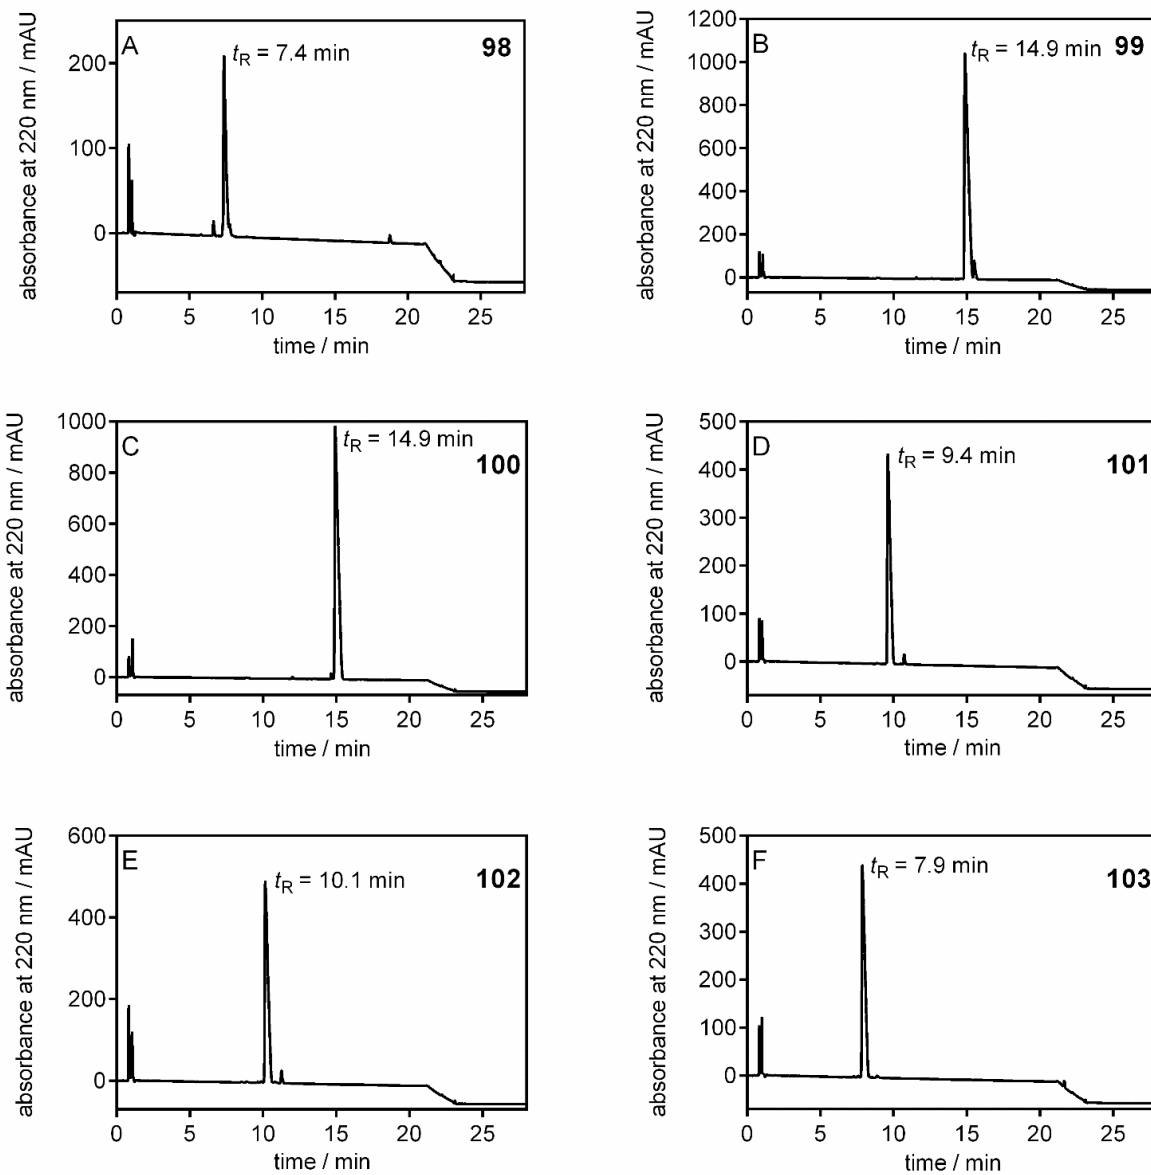 A
tR = 7.4 min
98
200
100
0
absorbance at 220 nm / mAU
0 5 10 15 20 25
time / min
B
tR = 14.9 min
99
1200
1000
800
600
400
200
0
absorbance at 220 nm / mAU
0 5 10 15 20 25
time / min
C
tR = 14.9 min
100
1000
800
600
400
200
0
absorbance at 220 nm / mAU
0 5 10 15 20 25
time / min
D
tR = 9.4 min
101
500
400
300
200
100
0
absorbance at 220 nm / mAU
0 5 10 15 20 25
time / min
E
tR = 10.1 min
102
600
400
200
0
absorbance at 220 nm / mAU
0 5 10 15 20 25
time / min
F
tR = 7.9 min
103
500
400
300
200
100
0
absorbance at 220 nm / mAU
0 5 10 15 20 25
time / min